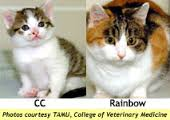 CC Rainbow
Photos courtesy TAMU, College of Veterinary Medicine